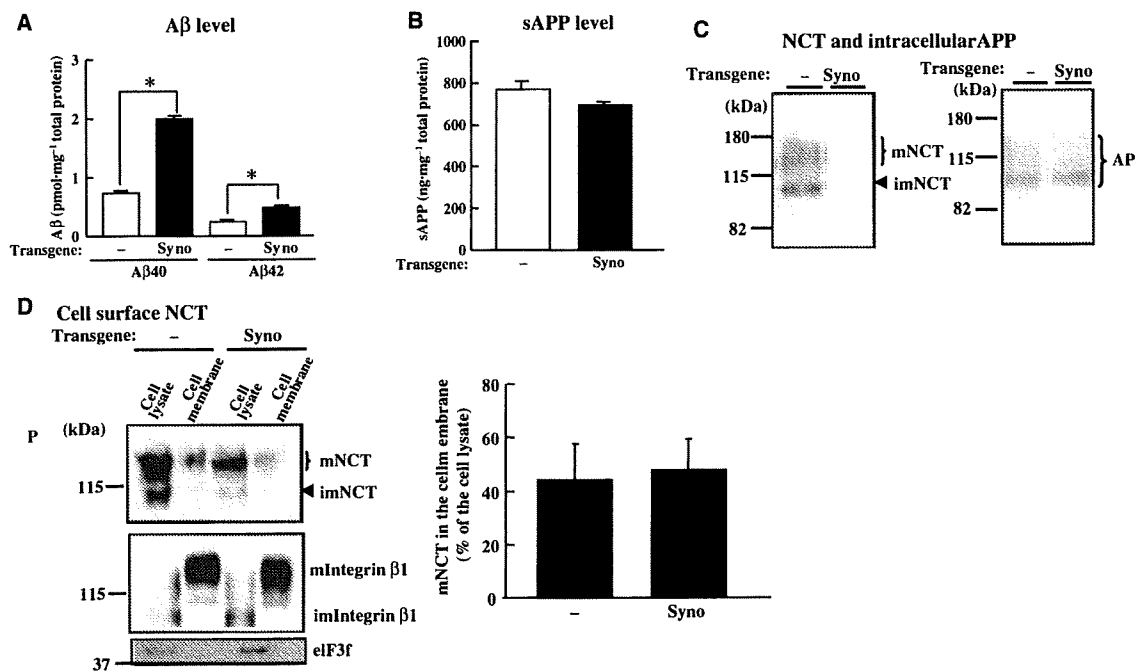 A
Aβ level
Aβ (pmol·mg⁻¹ total protein)
3
2
1
0
*
*
Transgene:
–
Syno
–
Syno
Aβ40
Aβ42
B
sAPP level
sAPP (ng·mg⁻¹ total protein)
1000
800
600
400
200
0
Transgene:
–
Syno
C
NCT and intracellularAPP
Transgene:
–
Syno
(kDa)
180
115
82
mNCT
imNCT
Transgene:
–
Syno
(kDa)
180
115
82
AP
D
Cell surface NCT
Transgene:
–
Syno
Cell lysate
Cell membrane
Cell lysate
Cell membrane
P
(kDa)
115
mNCT
imNCT
115
mIntegrin β1
imIntegrin β1
37
eIF3f
mNCT in the cellm embrane
(% of the cell lysate)
80
60
40
20
0
–
Syno